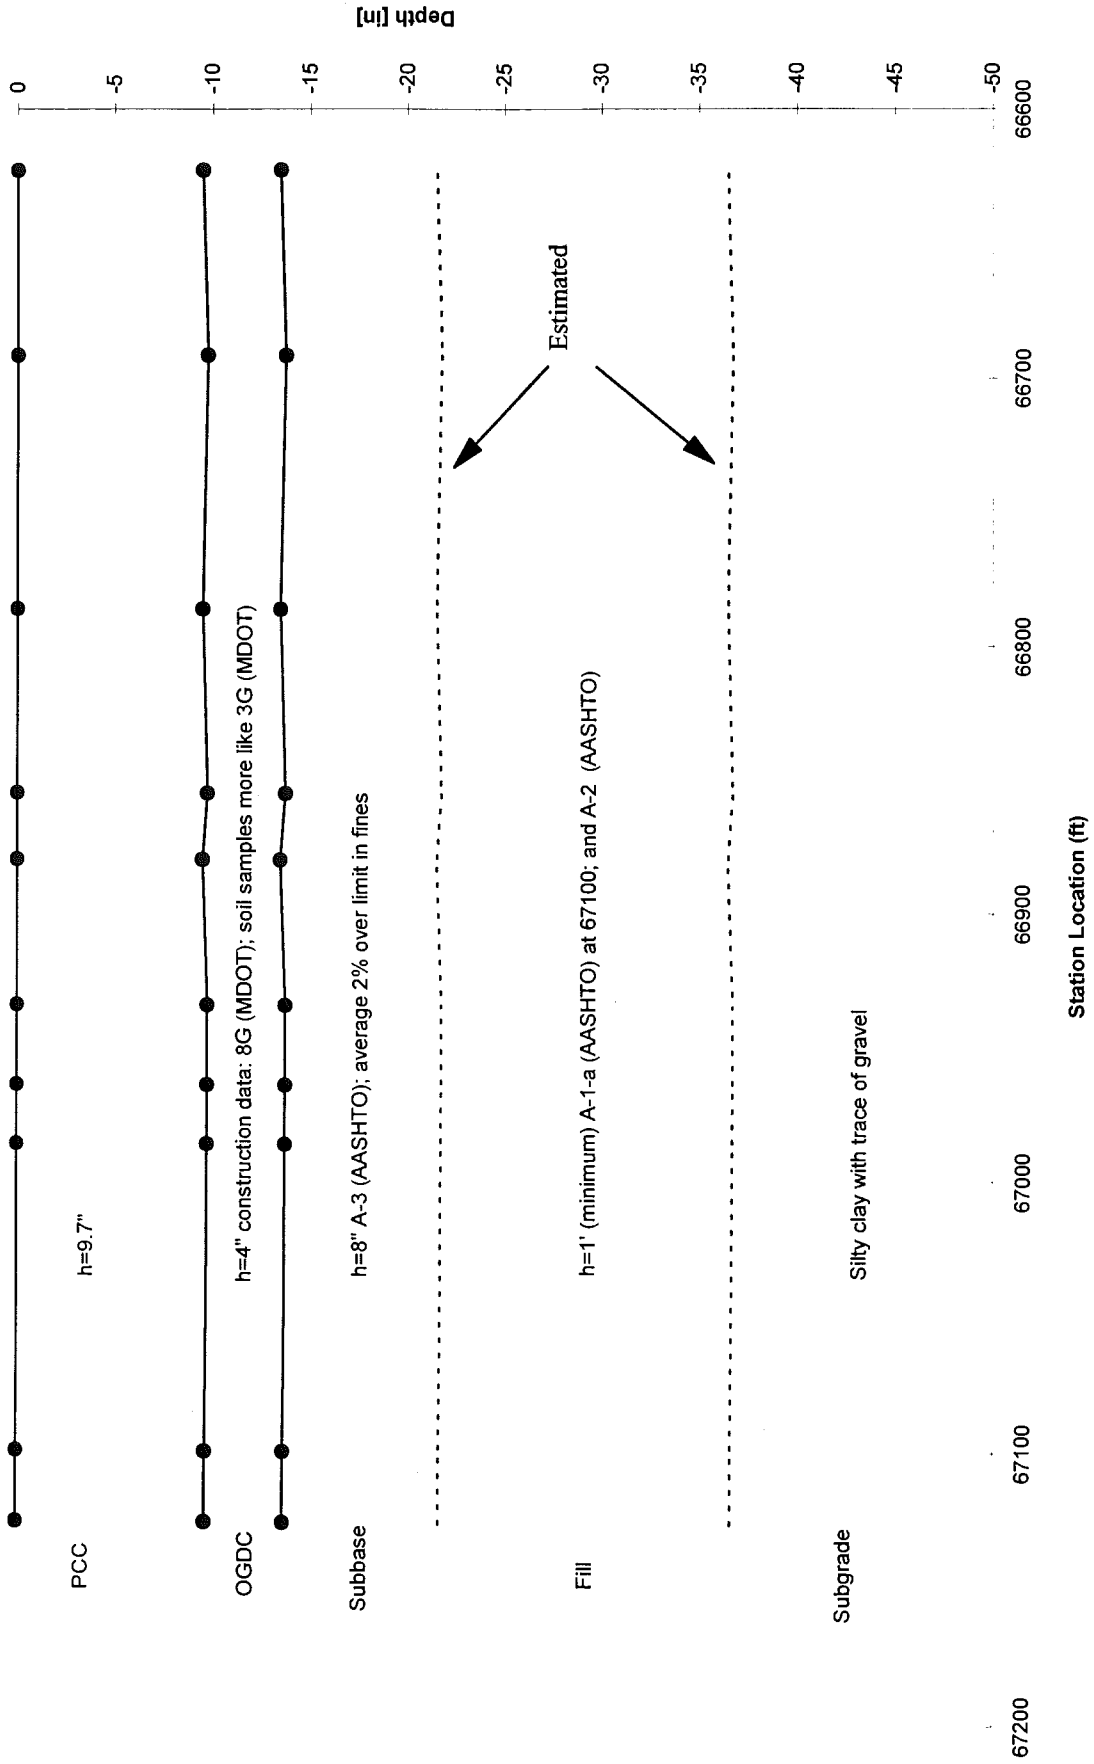 Depth [in]
0
-5
-10
-15
-20
-25
-30
-35
-40
-45
-50
PCC
h=9.7"
OGDC
h=4" construction data: 8G (MDOT); soil samples more like 3G (MDOT)
Subbase
h=8" A-3 (AASHTO); average 2% over limit in fines
Estimated
Fill
h=1' (minimum) A-1-a (AASHTO) at 67100; and A-2 (AASHTO)
Subgrade
Silty clay with trace of gravel
67200
67100
67000
66900
66800
66700
66600
Station Location (ft)